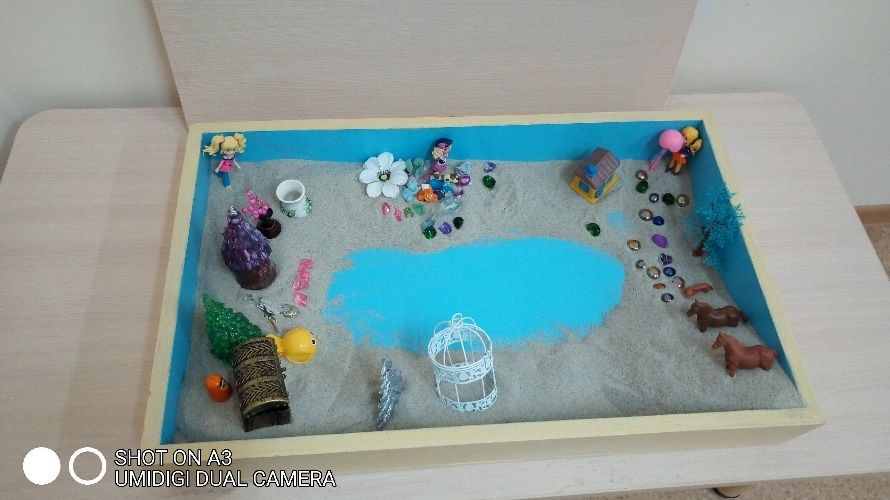 SHOT ON A3
UMIDIGI DUAL CAMERA